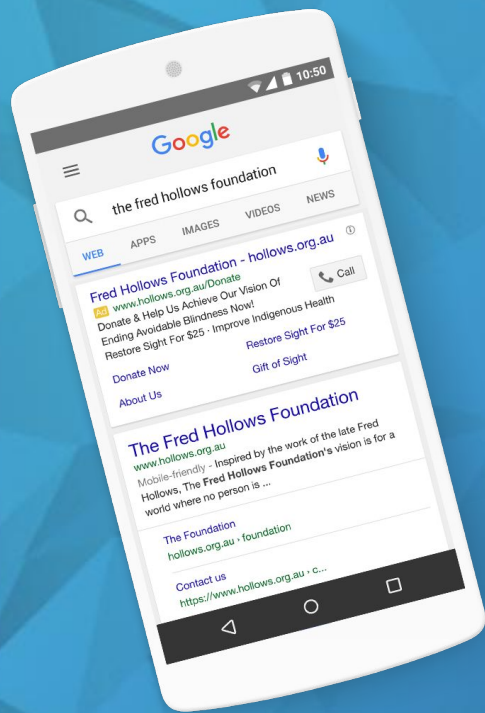 10:50
Google
the fred hollows foundation
WEB APPS IMAGES VIDEOS NEWS
Fred Hollows Foundation - hollows.org.au
Ad www.hollows.org.au/Donate
Donate & Help Us Achieve Our Vision Of
Ending Avoidable Blindness Now!
Restore Sight For $25 · Improve Indigenous Health
Call
Donate Now Restore Sight For $25
About Us Gift of Sight
The Fred Hollows Foundation
www.hollows.org.au
Mobile-friendly - Inspired by the work of the late Fred
Hollows, The Fred Hollows Foundation's vision is for a
world where no person is ...
The Foundation
hollows.org.au › foundation
Contact us
https://www.hollows.org.au › c...